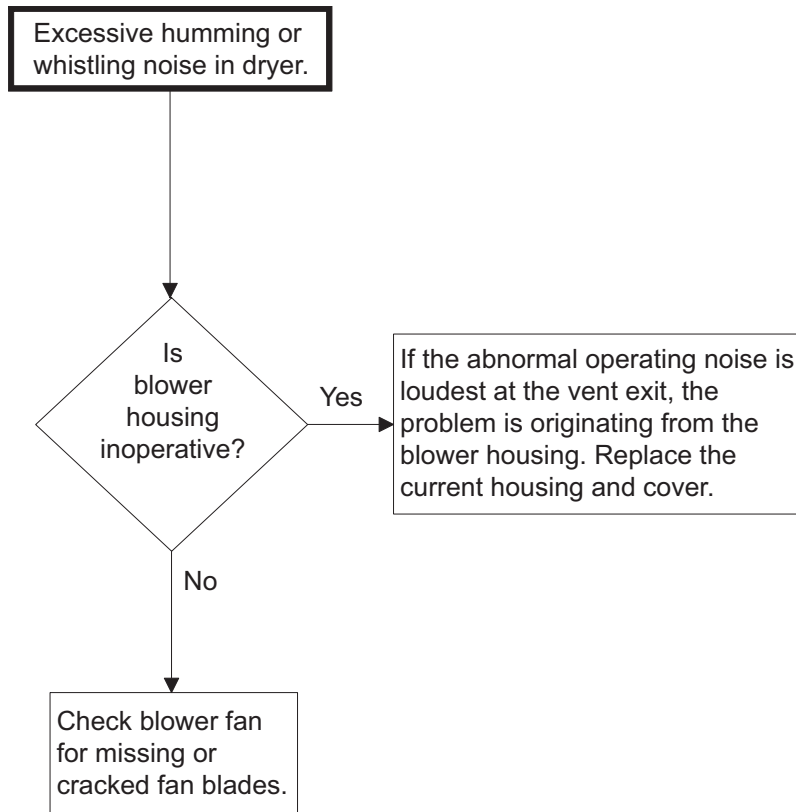 Excessive humming or
whistling noise in dryer.
Is
blower
housing
inoperative?
Yes
If the abnormal operating noise is
loudest at the vent exit, the
problem is originating from the
blower housing. Replace the
current housing and cover.
No
Check blower fan
for missing or
cracked fan blades.